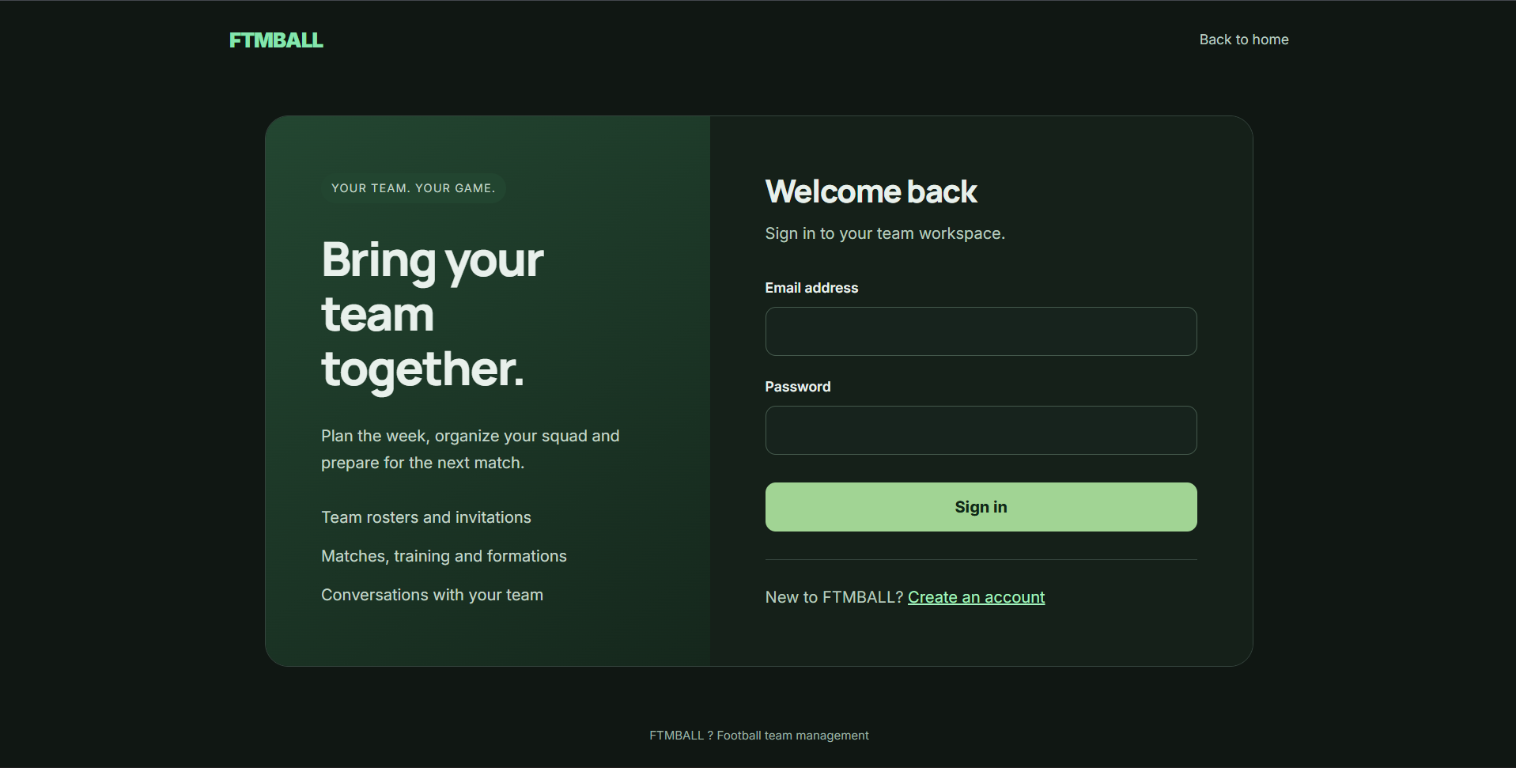 FTMBALL
Back to home
YOUR TEAM. YOUR GAME.
Bring your
team
together.
Plan the week, organize your squad and
prepare for the next match.
Team rosters and invitations
Matches, training and formations
Conversations with your team
Welcome back
Sign in to your team workspace.
Email address
Password
Sign in
New to FTMBALL? Create an account
FTMBALL ? Football team management